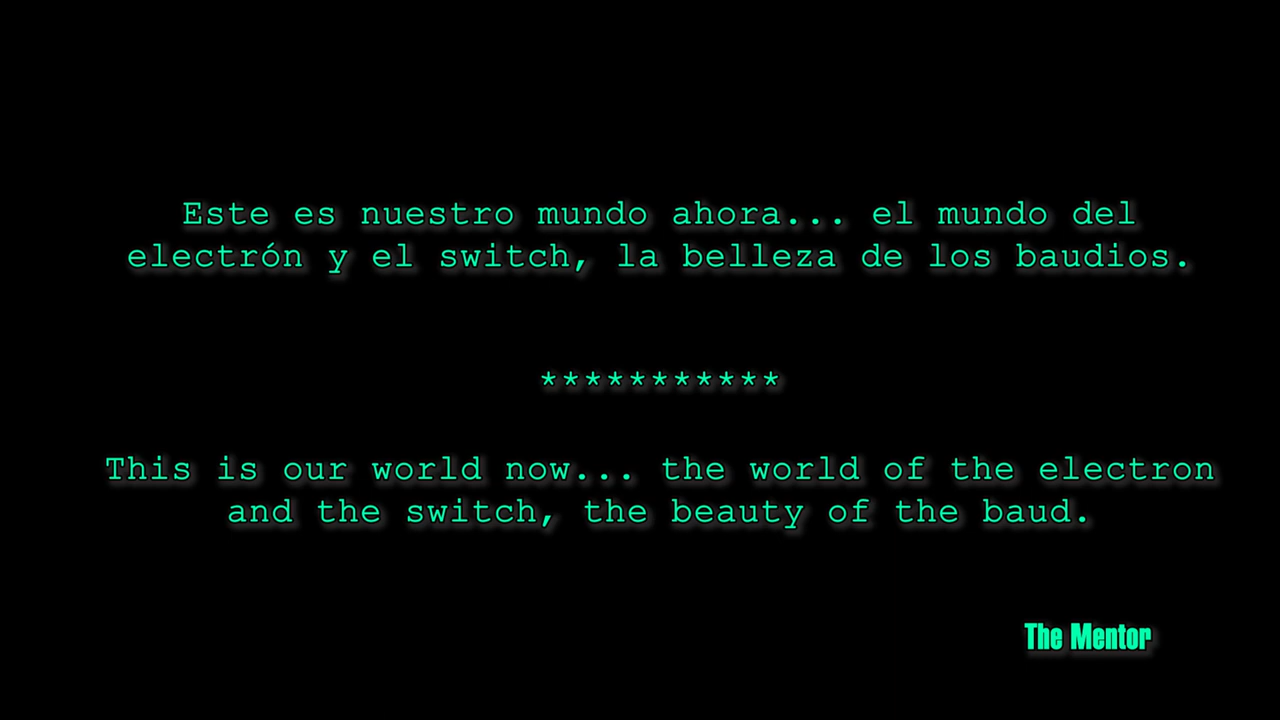 Este es nuestro mundo ahora... el mundo del
electrón y el switch, la belleza de los baudios.
***********
This is our world now... the world of the electron
and the switch, the beauty of the baud.
The Mentor